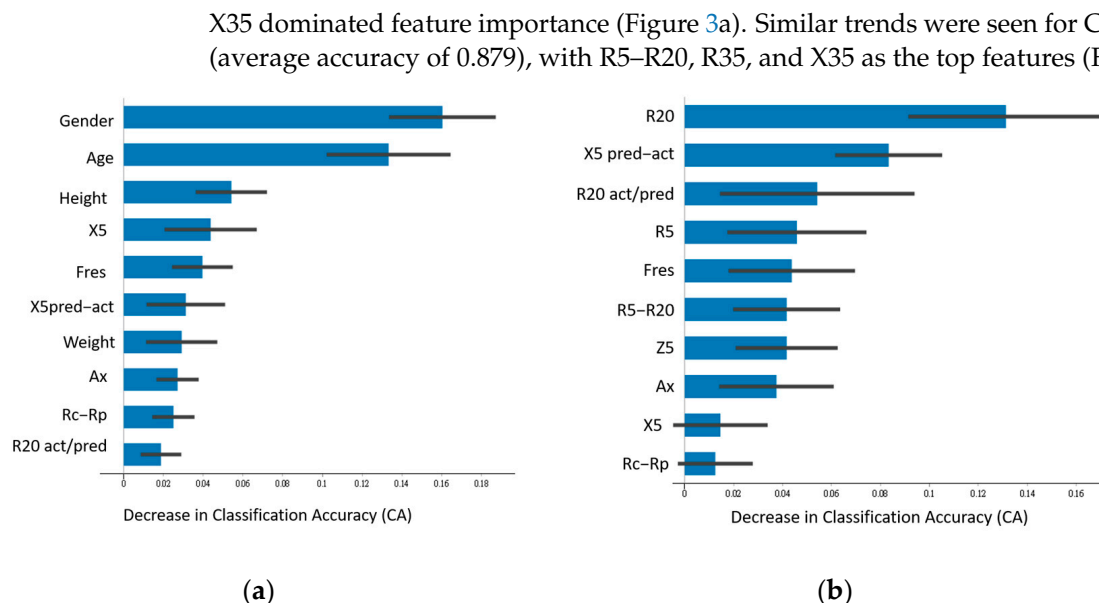 X35 dominated feature importance (Figure 3a). Similar trends were seen for C
(average accuracy of 0.879), with R5–R20, R35, and X35 as the top features (F
Gender
Age
Height
X5
Fres
X5pred–act
Weight
Ax
Rc–Rp
R20 act/pred
0 0.02 0.04 0.06 0.08 0.1 0.12 0.14 0.16 0.18
Decrease in Classification Accuracy (CA)
(a)
R20
X5 pred–act
R20 act/pred
R5
Fres
R5–R20
Z5
Ax
X5
Rc–Rp
0 0.02 0.04 0.06 0.08 0.1 0.12 0.14 0.16
Decrease in Classification Accuracy (CA)
(b)